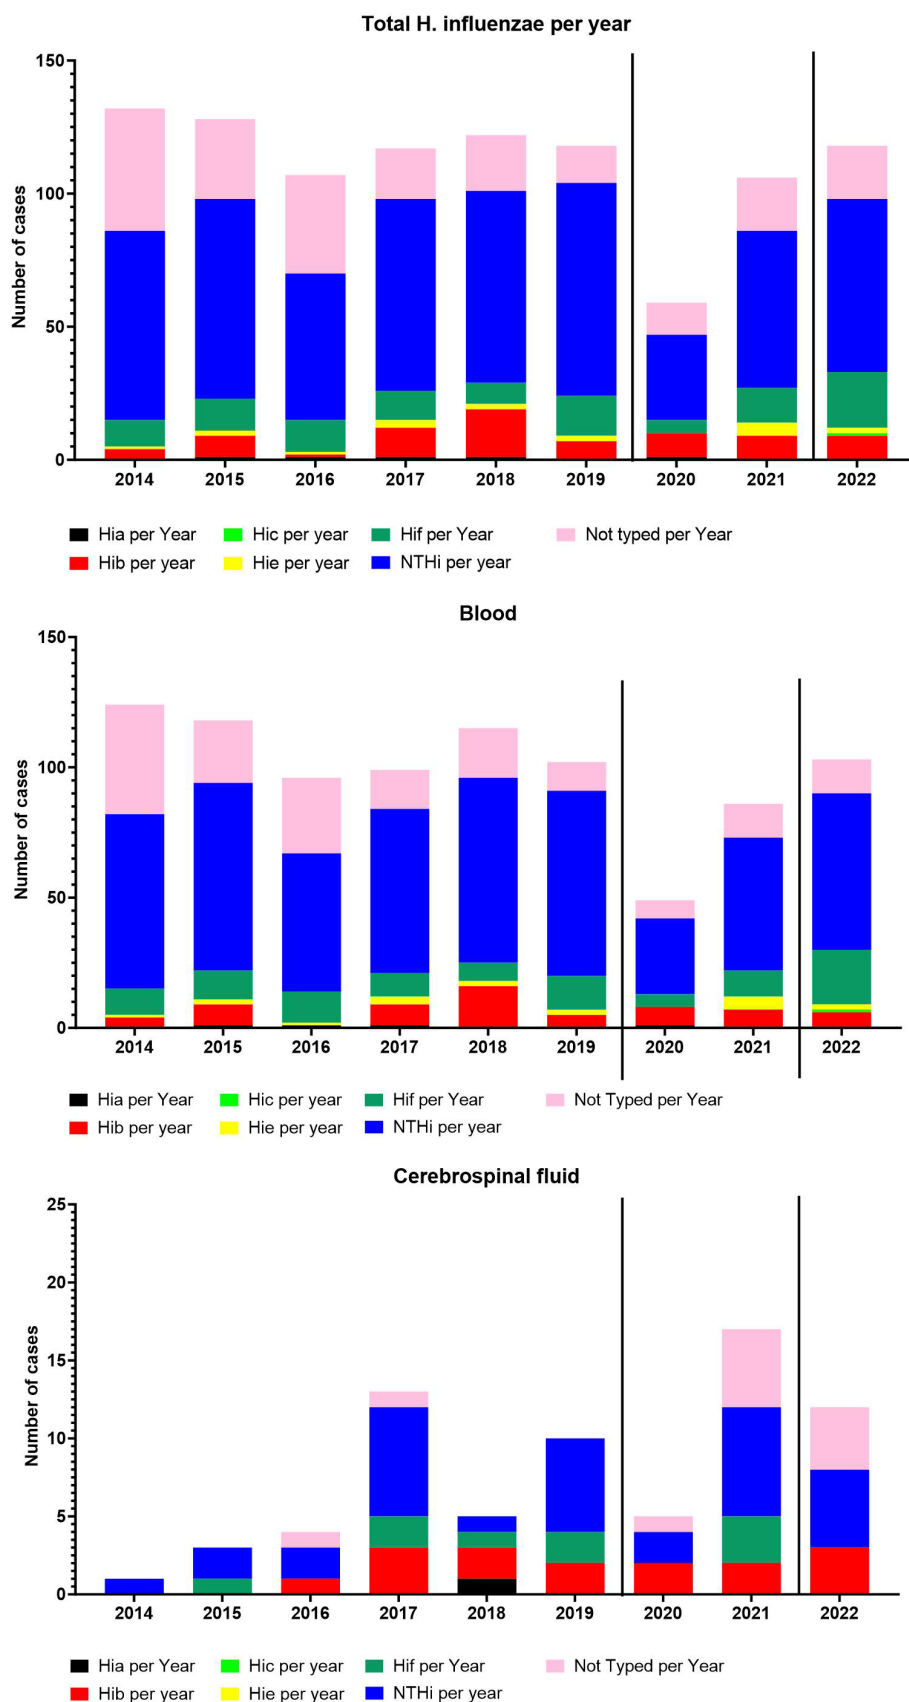 Total H. influenzae per year
150
100
50
0
Number of cases
2014 2015 2016 2017 2018 2019 2020 2021 2022
Hia per Year Hic per year Hif per Year Not typed per Year
Hib per year Hie per year NTHi per year
Blood
150
100
50
0
Number of cases
2014 2015 2016 2017 2018 2019 2020 2021 2022
Hia per Year Hic per year Hif per Year Not Typed per Year
Hib per year Hie per year NTHi per year
Cerebrospinal fluid
25
20
15
10
5
0
Number of cases
2014 2015 2016 2017 2018 2019 2020 2021 2022
Hia per Year Hic per year Hif per Year Not Typed per Year
Hib per year Hie per year NTHi per year